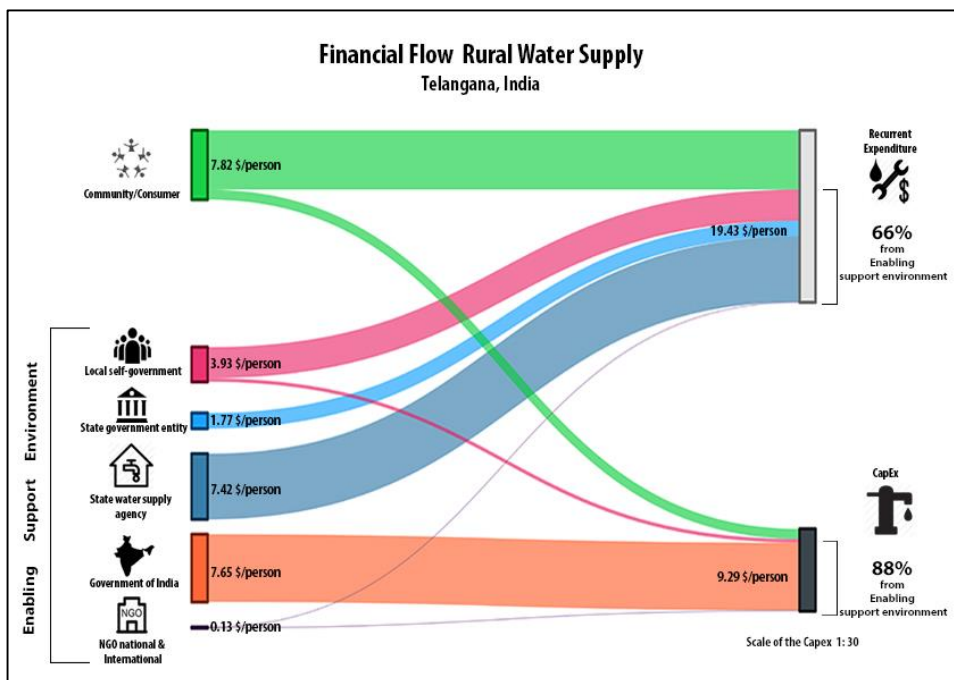 Financial Flow Rural Water Supply
Telangana, India
Community/Consumer
7.82 $/person
Recurrent
Expenditure
19.43 $/person
66%
from
Enabling
support environment
Enabling Support Environment
Local self-government
3.93 $/person
State government entity
1.77 $/person
State water supply
agency
7.42 $/person
Government of India
7.65 $/person
NGO
NGO national &
International
0.13 $/person
CapEx
9.29 $/person
88%
from
Enabling
support environment
Scale of the Capex 1: 30